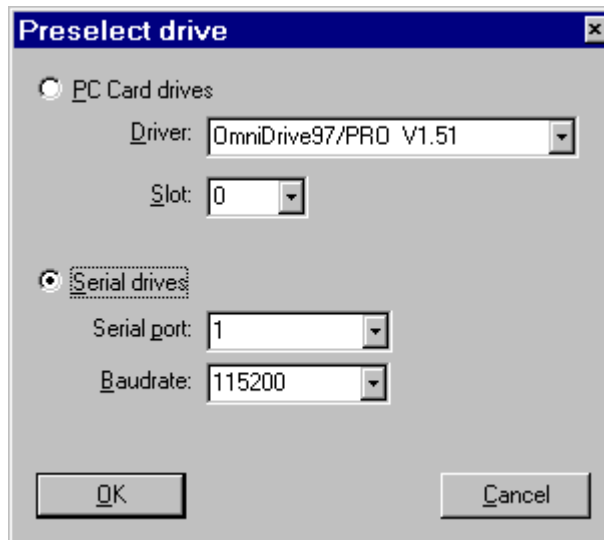 Preselect drive
PC Card drives
Driver: OmniDrive97/PRO V1.51
Slot: 0
Serial drives
Serial port: 1
Baudrate: 115200
OK Cancel